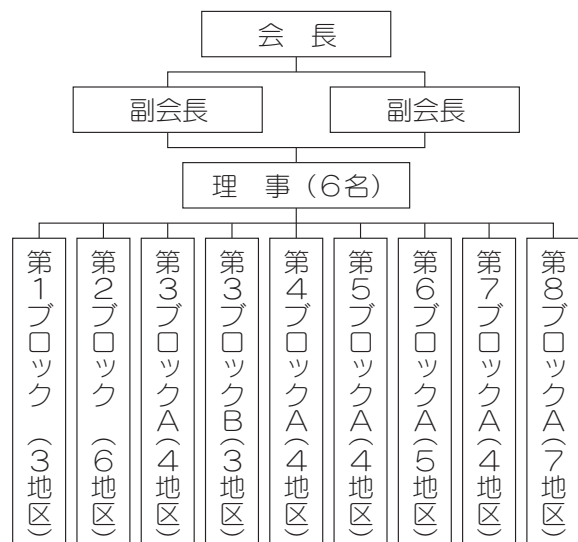 会 長
副会長
副会長
理 事（6名）
第1ブロック （3地区）
第2ブロック （6地区）
第3ブロックA（4地区）
第3ブロックB（3地区）
第4ブロックA（4地区）
第5ブロックA（4地区）
第6ブロックA（5地区）
第7ブロックA（4地区）
第8ブロックA（7地区）